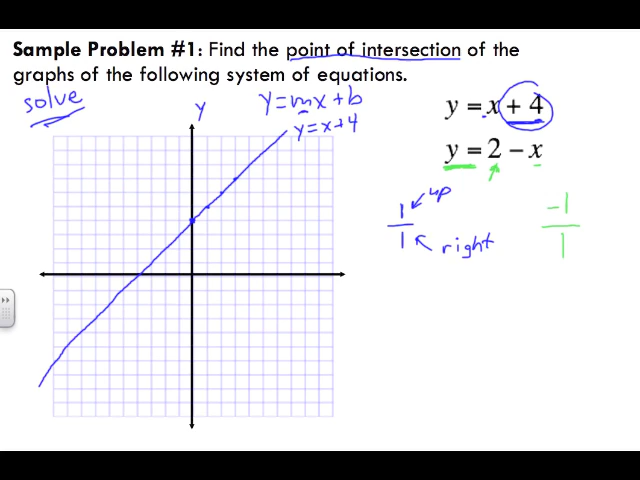 Sample Problem #1: Find the point of intersection of the
graphs of the following system of equations.
solve
y
y=mx+b
y=x+4
y = x + 4
y = 2 − x
1 up
1 right
-1
1